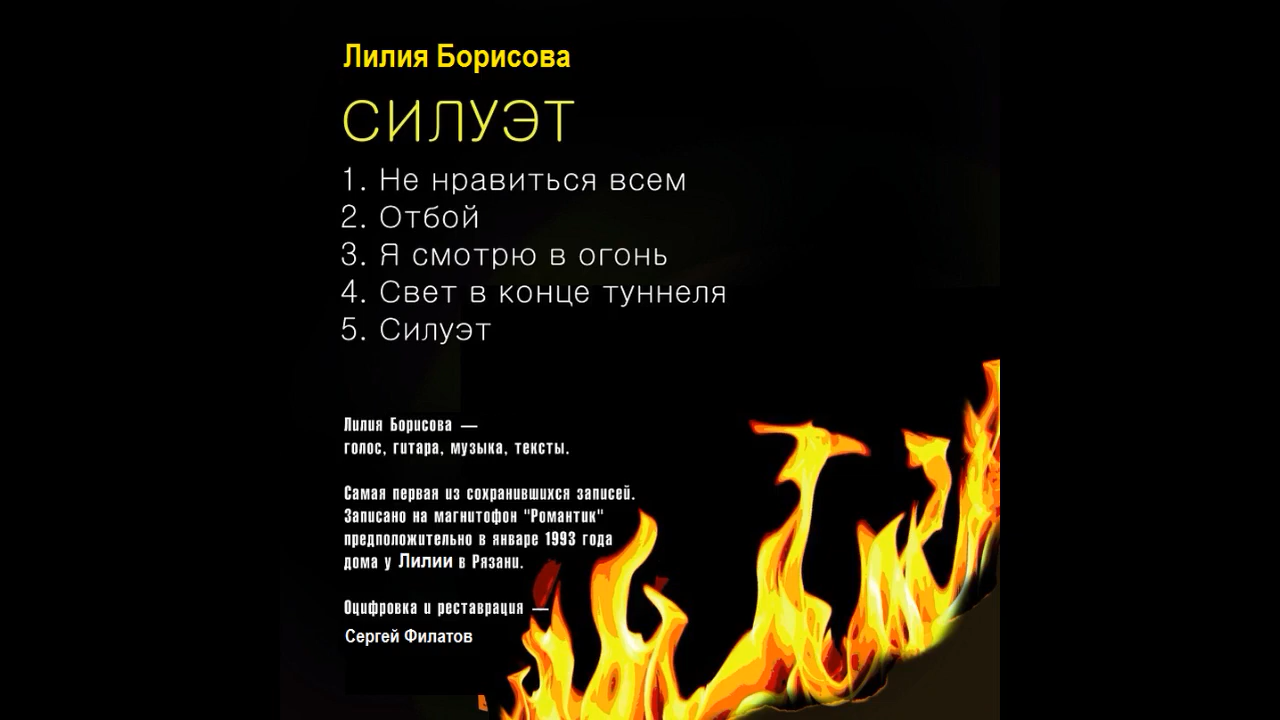 Лилия Борисова
СИЛУЭТ
1. Не нравиться всем
2. Отбой
3. Я смотрю в огонь
4. Свет в конце туннеля
5. Силуэт
Лилия Борисова —
голос, гитара, музыка, тексты.
Самая первая из сохранившихся записей.
Записано на магнитофон "Романтик"
предположительно в январе 1993 года
дома у Лилии в Рязани.
Оцифровка и реставрация —
Сергей Филатов